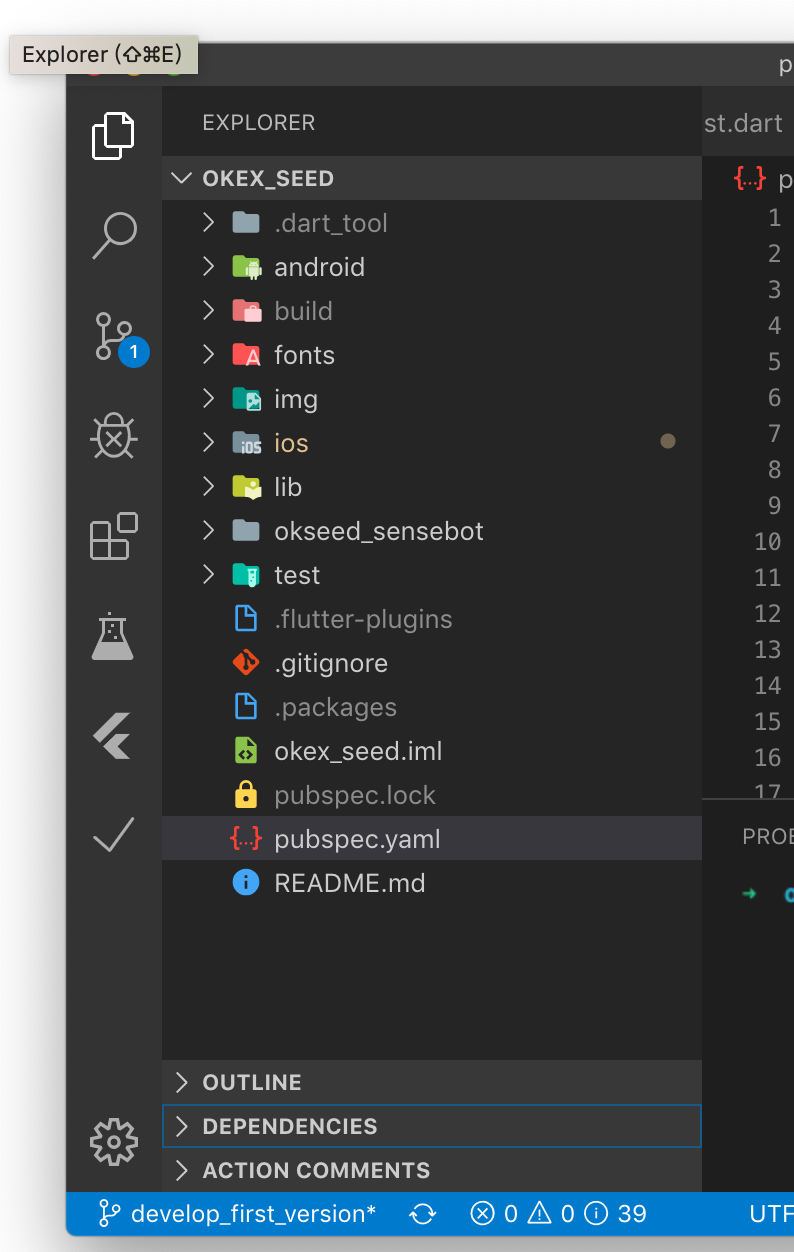 Explorer (⇧⌘E)
p
EXPLORER
st.dart
OKEX_SEED
{...} p
.dart_tool
android
build
A fonts
img
iOS ios
lib
okseed_sensebot
test
.flutter-plugins
.gitignore
.packages
okex_seed.iml
pubspec.lock
{...} pubspec.yaml
README.md
1
1
2
3
4
5
6
7
8
9
10
11
12
13
14
15
16
17
PROB
o
OUTLINE
DEPENDENCIES
ACTION COMMENTS
develop_first_version* 0 0 39 UTF